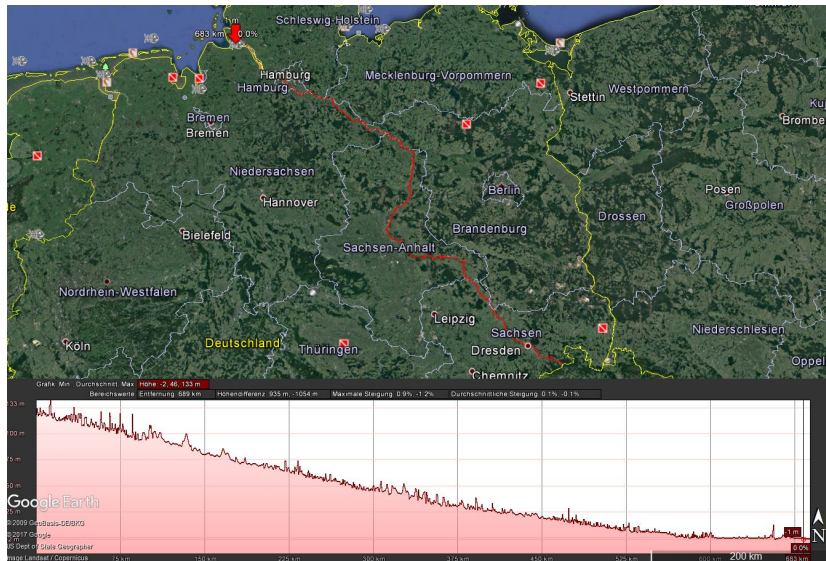 Schleswig-Holstein
1 m
683 km 0.0%
Hamburg
Hamburg
Mecklenburg-Vorpommern
Stettin
Westpommern
Bremen
Bremen
Niedersachsen
Hannover
Berlin
Posen
Großpolen
Drossen
Brandenburg
Bielefeld
Sachsen-Anhalt
Nordrhein-Westfalen
Leipzig
Niederschlesien
Köln
Deutschland
Thüringen
Sachsen
Dresden
Oppel
Chemnitz
Grafik: Min., Durchschnitt, Max. Höhe: -2, 46, 133 m
Bereichswerte: Entfernung: 689 km Höhendifferenz: 935 m, -1054 m Maximale Steigung: 0.9%, -1.2% Durchschnittliche Steigung: 0.1%, -0.1%
133 m
100 m
75 m
50 m
25 m
Google Earth
©2009 GeoBasis-DE/BKG
©2017 Google
US Dept of State Geographer
Image Landsat / Copernicus
-1 m
0.0%
75 km 150 km 225 km 300 km 375 km 450 km 525 km 600 km 683 km
200 km
N